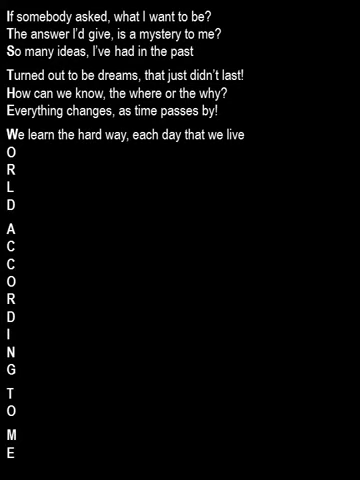 If somebody asked, what I want to be?
The answer I'd give, is a mystery to me?
So many ideas, I've had in the past
Turned out to be dreams, that just didn't last!
How can we know, the where or the why?
Everything changes, as time passes by!
We learn the hard way, each day that we live
O
R
L
D
A
C
C
O
R
D
I
N
G
T
O
M
E